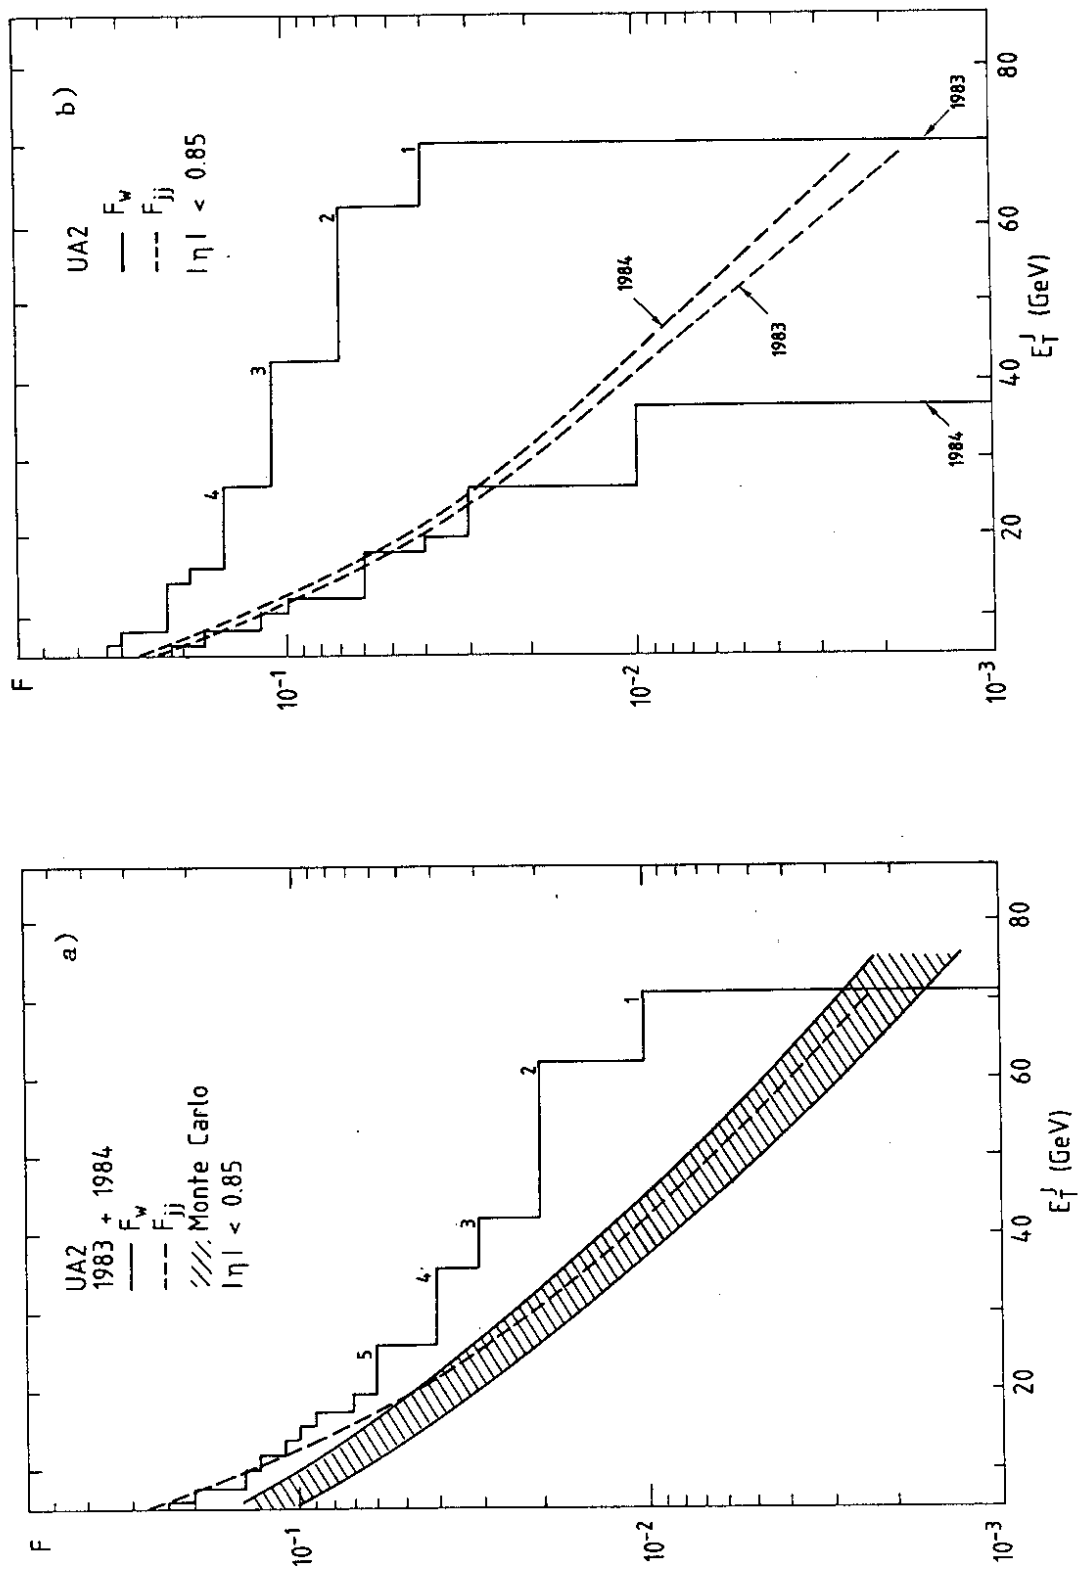 F
b)
UA2
F_w
F_jj
|η| < 0.85
1
2
3
4
1984
1983
1984
1983
10⁻¹
10⁻²
10⁻³
20
40
60
80
E_T^J (GeV)
F
a)
UA2
1983 + 1984
F_w
F_jj
Monte Carlo
|η| < 0.85
1
2
3
4
5
10⁻¹
10⁻²
10⁻³
20
40
60
80
E_T^J (GeV)